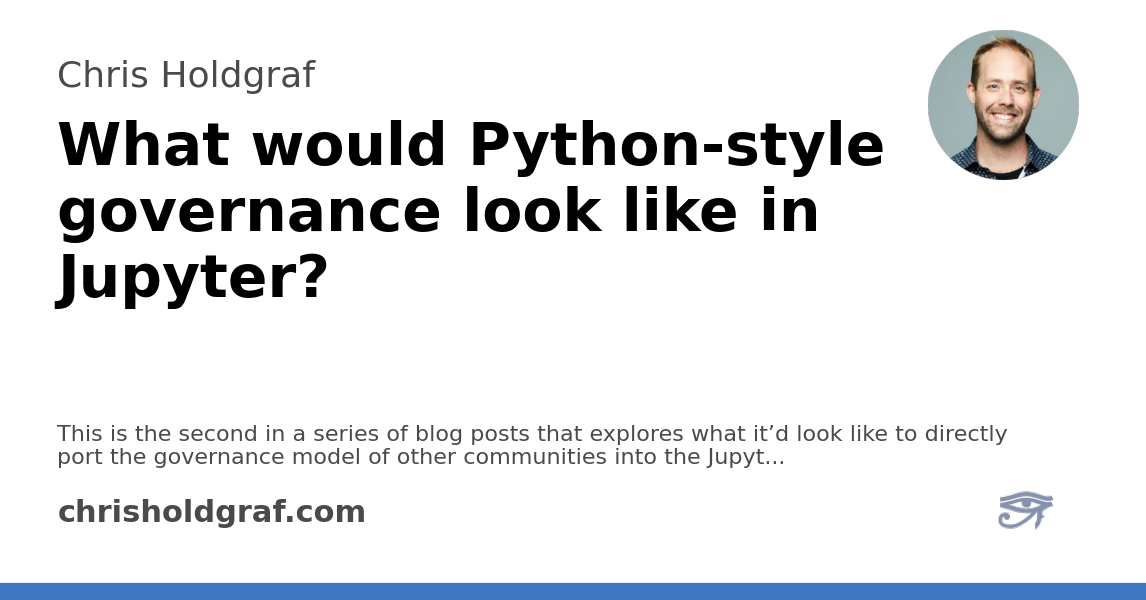 Chris Holdgraf
What would Python-style
governance look like in
Jupyter?
This is the second in a series of blog posts that explores what it’d look like to directly
port the governance model of other communities into the Jupyt...
chrisholdgraf.com